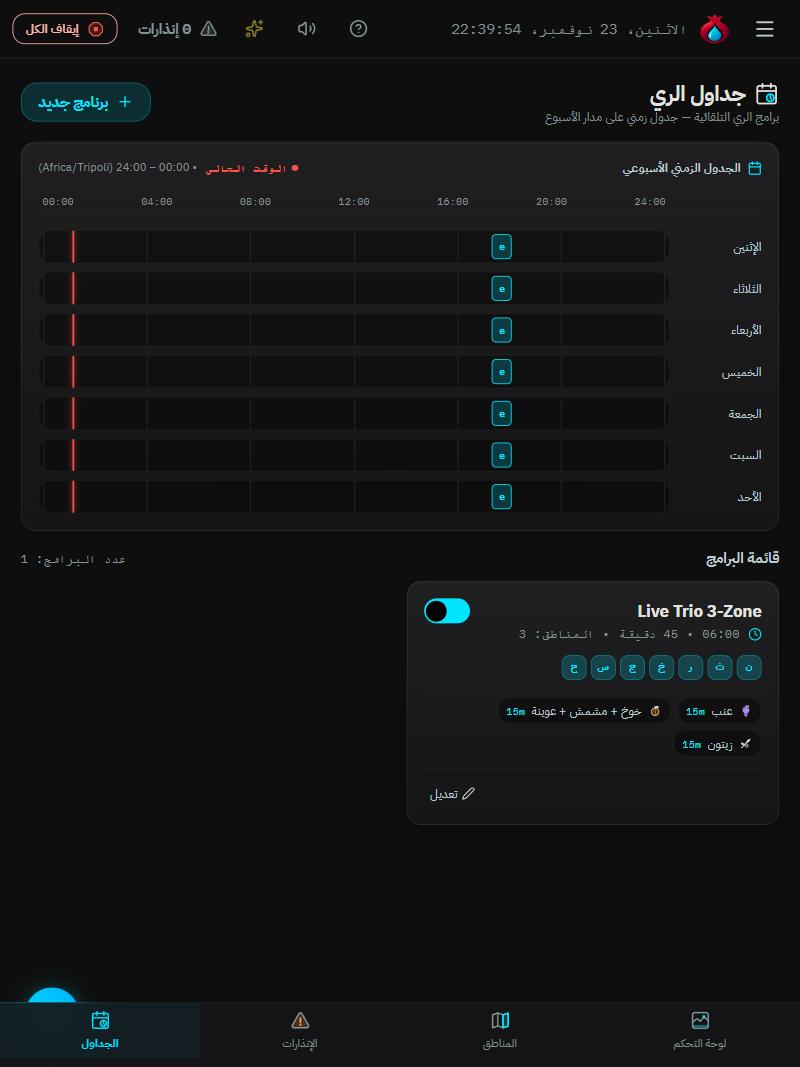 الاثنين، 23 نوفمبر، 22:39:54
0 إنذارات
إيقاف الكل
جداول الري
برامج الري التلقائية — جدول زمني على مدار الأسبوع
+ برنامج جديد
الجدول الزمني الأسبوعي
الوقت الحالي • 00:00 – 24:00 (Africa/Tripoli)
00:00 04:00 08:00 12:00 16:00 20:00 24:00
الإثنين e
الثلاثاء e
الأربعاء e
الخميس e
الجمعة e
السبت e
الأحد e
قائمة البرامج
عدد البرامج: 1
Live Trio 3-Zone
06:00 • 45 دقيقة • المناطق: 3
ن ث ر خ ج س ح
عنب 15m
خوخ + مشمش + عوينة 15m
زيتون 15m
تعديل
لوحة التحكم
المناطق
الإنذارات
الجداول